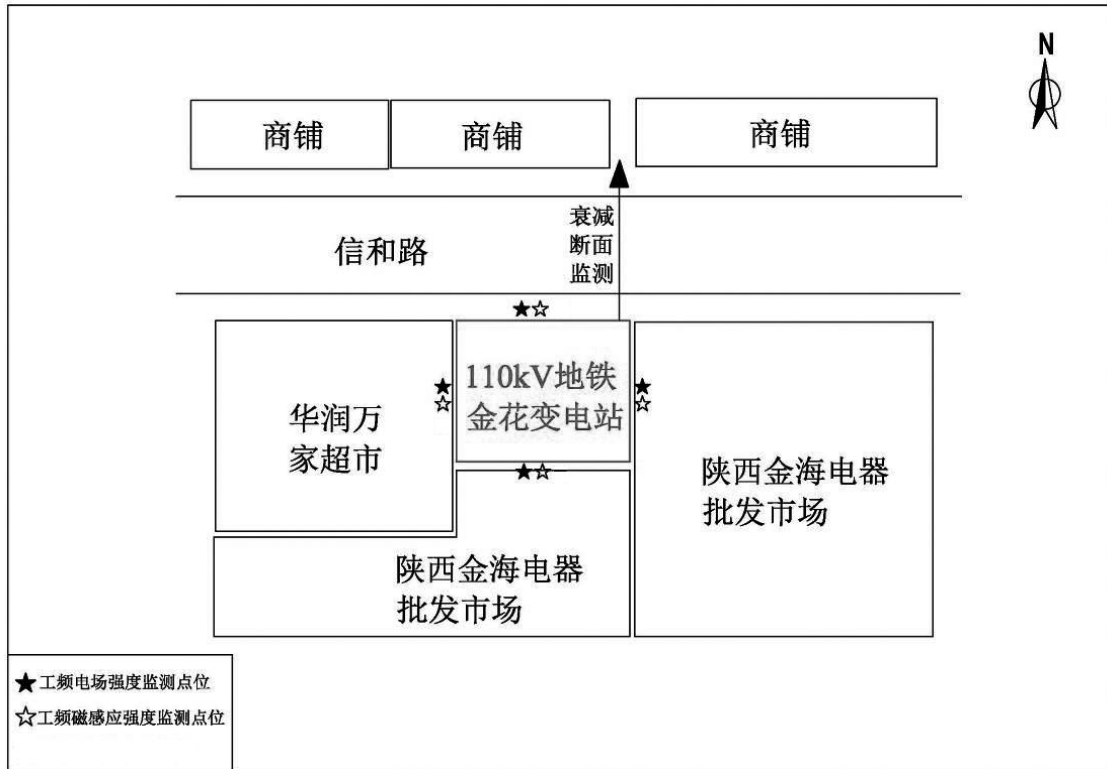 N
商铺
商铺
商铺
衰减
断面
监测
信和路
110kV地铁
金花变电站
华润万
家超市
陕西金海电器
批发市场
陕西金海电器
批发市场
工频电场强度监测点位
工频磁感应强度监测点位